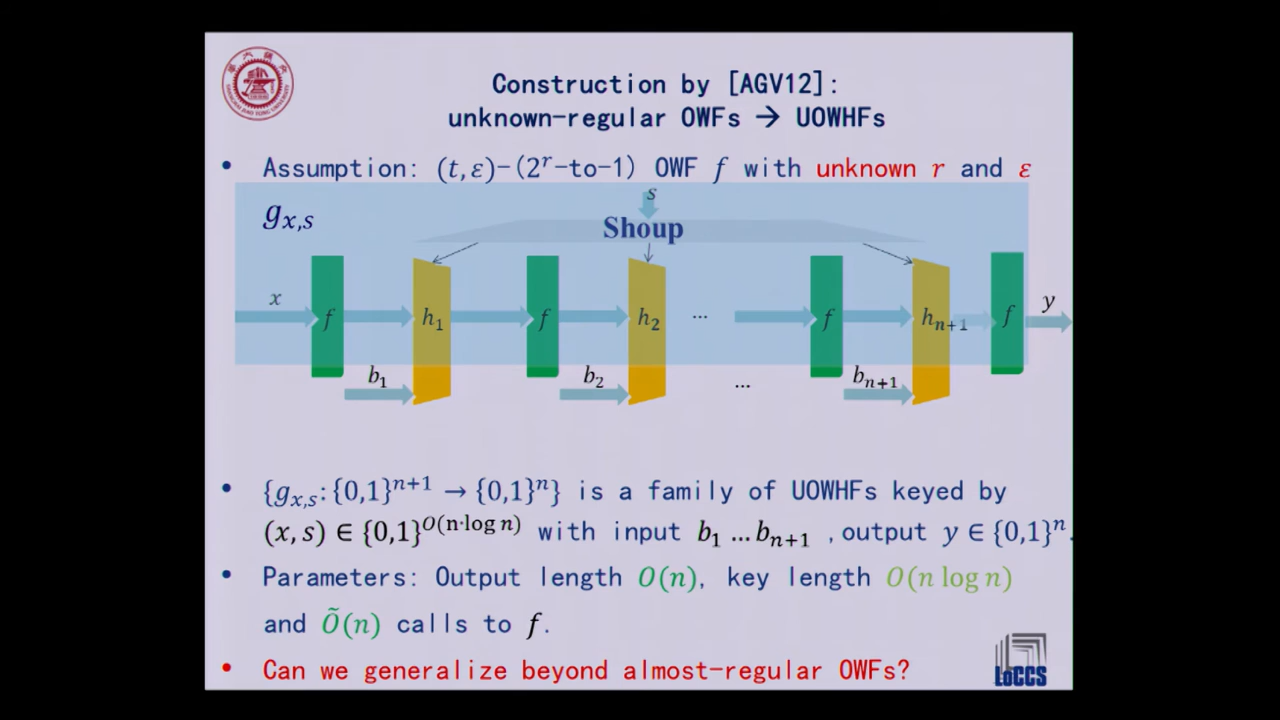 Construction by [AGV12]:
unknown-regular OWFs → UOWHFs
• Assumption: (t,ε)-(2^r-to-1) OWF f with unknown r and ε
s
g_{x,s}
Shoup
x f h_1 f h_2 ... f h_{n+1} f y
b_1 b_2 ... b_{n+1}
• {g_{x,s}:{0,1}^{n+1} → {0,1}^n} is a family of UOWHFs keyed by
(x,s) ∈ {0,1}^{O(n·log n)} with input b_1 …b_{n+1} ,output y ∈ {0,1}^n.
• Parameters: Output length O(n), key length O(n log n)
and Õ(n) calls to f.
• Can we generalize beyond almost-regular OWFs?
LoCCS